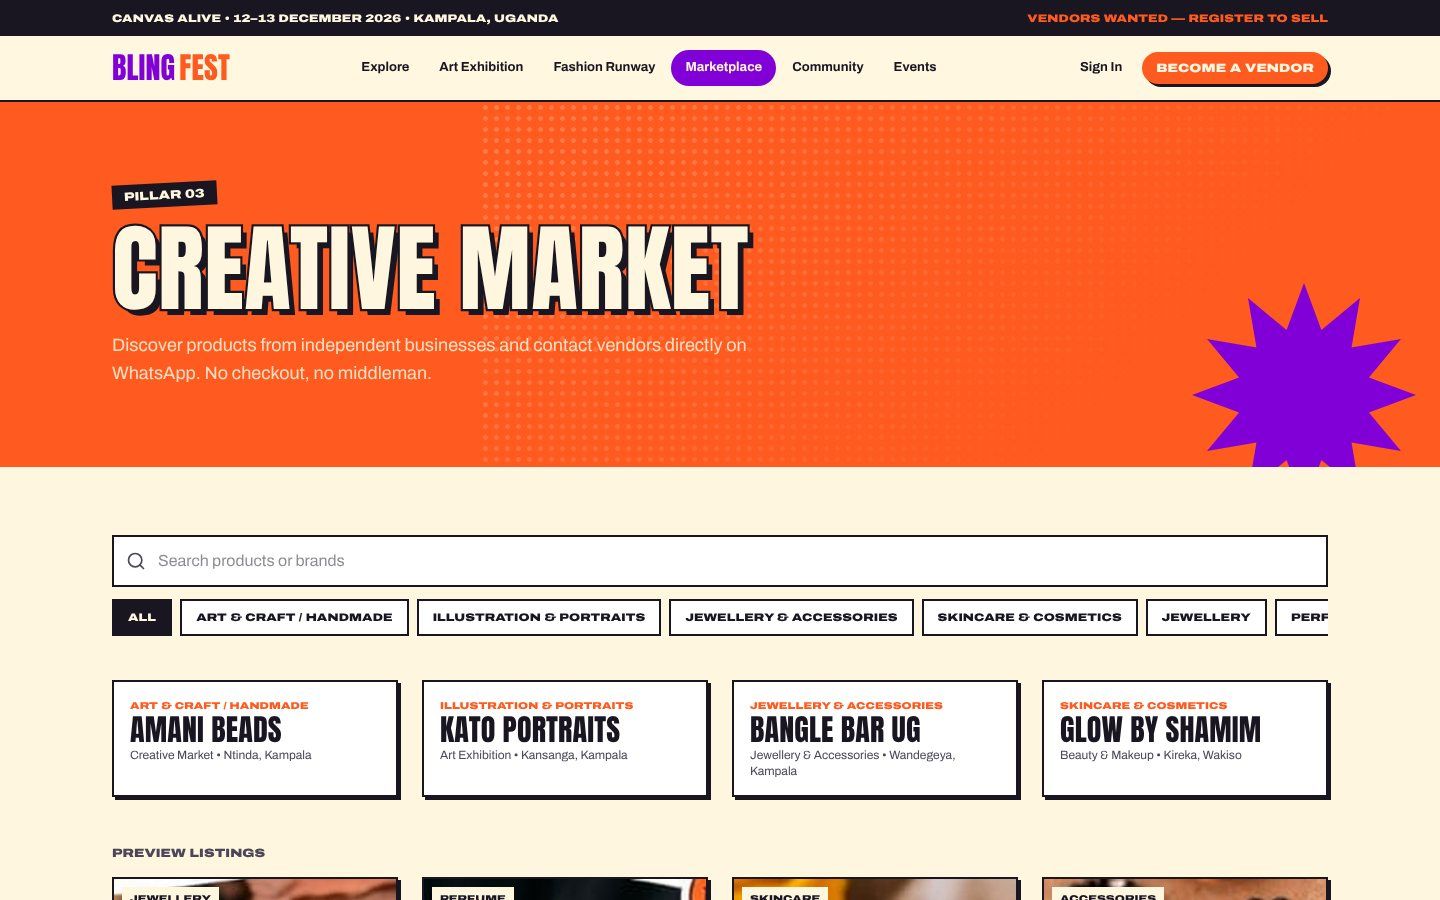 CANVAS ALIVE • 12–13 DECEMBER 2026 • KAMPALA, UGANDA
VENDORS WANTED — REGISTER TO SELL
BLING FEST
Explore
Art Exhibition
Fashion Runway
Marketplace
Community
Events
Sign In
BECOME A VENDOR
PILLAR 03
CREATIVE MARKET
Discover products from independent businesses and contact vendors directly on
WhatsApp. No checkout, no middleman.
Search products or brands
ALL
ART & CRAFT / HANDMADE
ILLUSTRATION & PORTRAITS
JEWELLERY & ACCESSORIES
SKINCARE & COSMETICS
JEWELLERY
PERF
ART & CRAFT / HANDMADE
AMANI BEADS
Creative Market • Ntinda, Kampala
ILLUSTRATION & PORTRAITS
KATO PORTRAITS
Art Exhibition • Kansanga, Kampala
JEWELLERY & ACCESSORIES
BANGLE BAR UG
Jewellery & Accessories • Wandegeya,
Kampala
SKINCARE & COSMETICS
GLOW BY SHAMIM
Beauty & Makeup • Kireka, Wakiso
PREVIEW LISTINGS
JEWELLERY
PERFUME
SKINCARE
ACCESSORIES